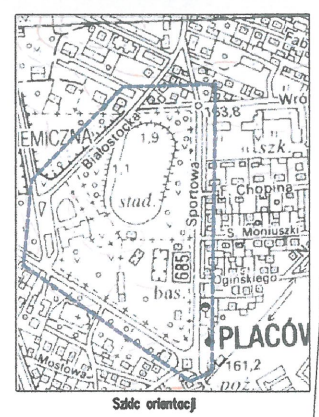 Wró
163,8
EMICZNA
Białostocka
1,9
szk.
1,1
Chopina
stad.
Sportowa
S. Moniuszki
685
Ogińskiego
bas.
PLACÓW
161,2
Mostowa
poż.
Szkic orientacji